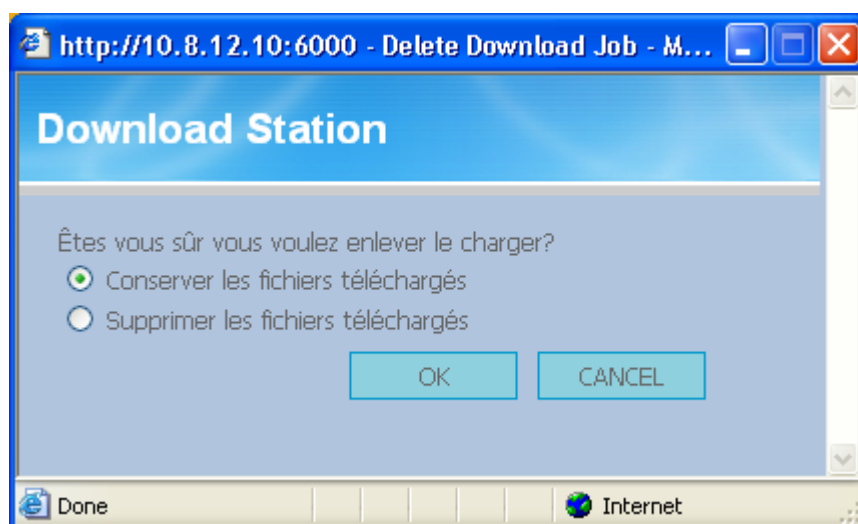 http://10.8.12.10:6000 - Delete Download Job - M...
Download Station
Êtes vous sûr vous voulez enlever le charger?
Conserver les fichiers téléchargés
Supprimer les fichiers téléchargés
OK CANCEL
Done Internet